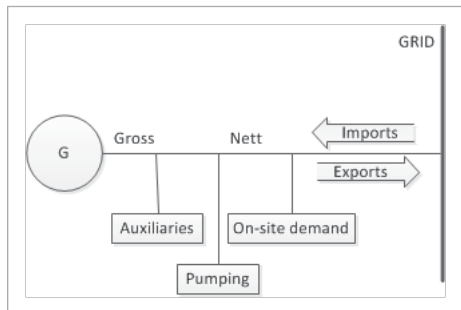 GRID
Imports
Gross
Nett
G
Exports
Auxiliaries
On-site demand
Pumping